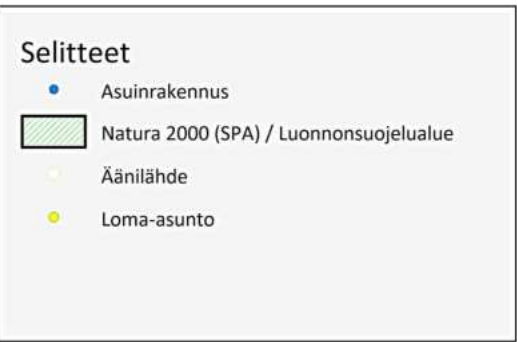 Selitteet
Asuinrakennus
Natura 2000 (SPA) / Luonnonsuojelualue
Äänilähde
Loma-asunto